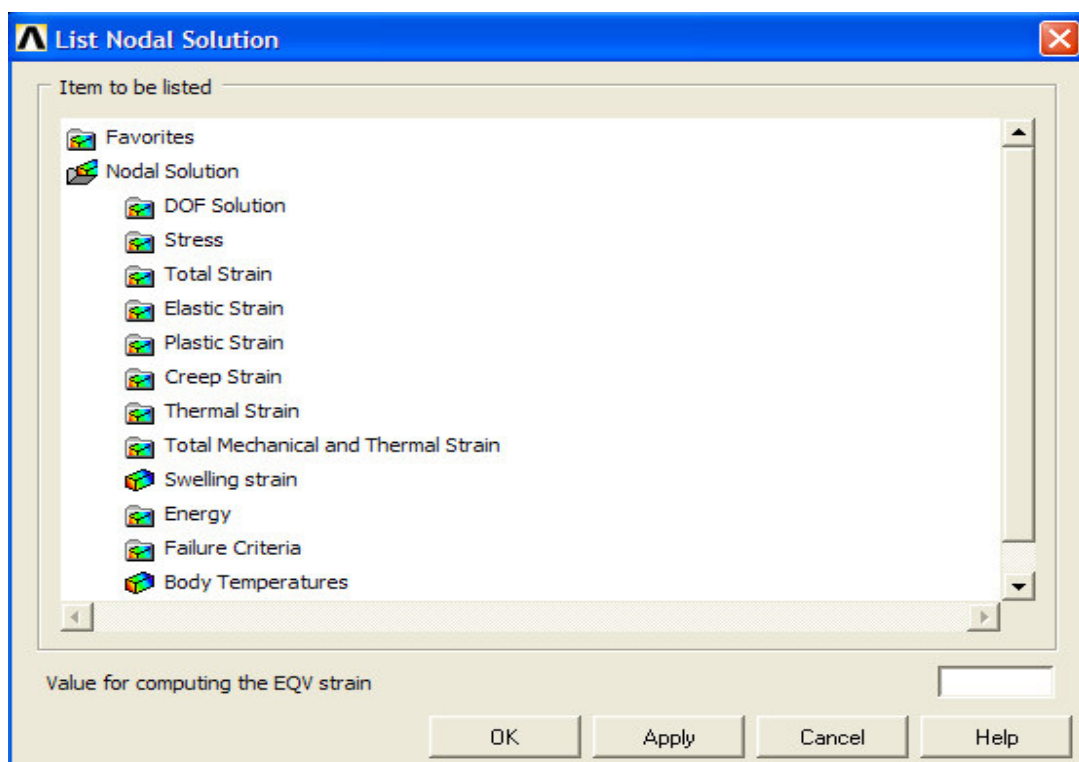 List Nodal Solution
Item to be listed
Favorites
Nodal Solution
DOF Solution
Stress
Total Strain
Elastic Strain
Plastic Strain
Creep Strain
Thermal Strain
Total Mechanical and Thermal Strain
Swelling strain
Energy
Failure Criteria
Body Temperatures
Value for computing the EQV strain
OK Apply Cancel Help